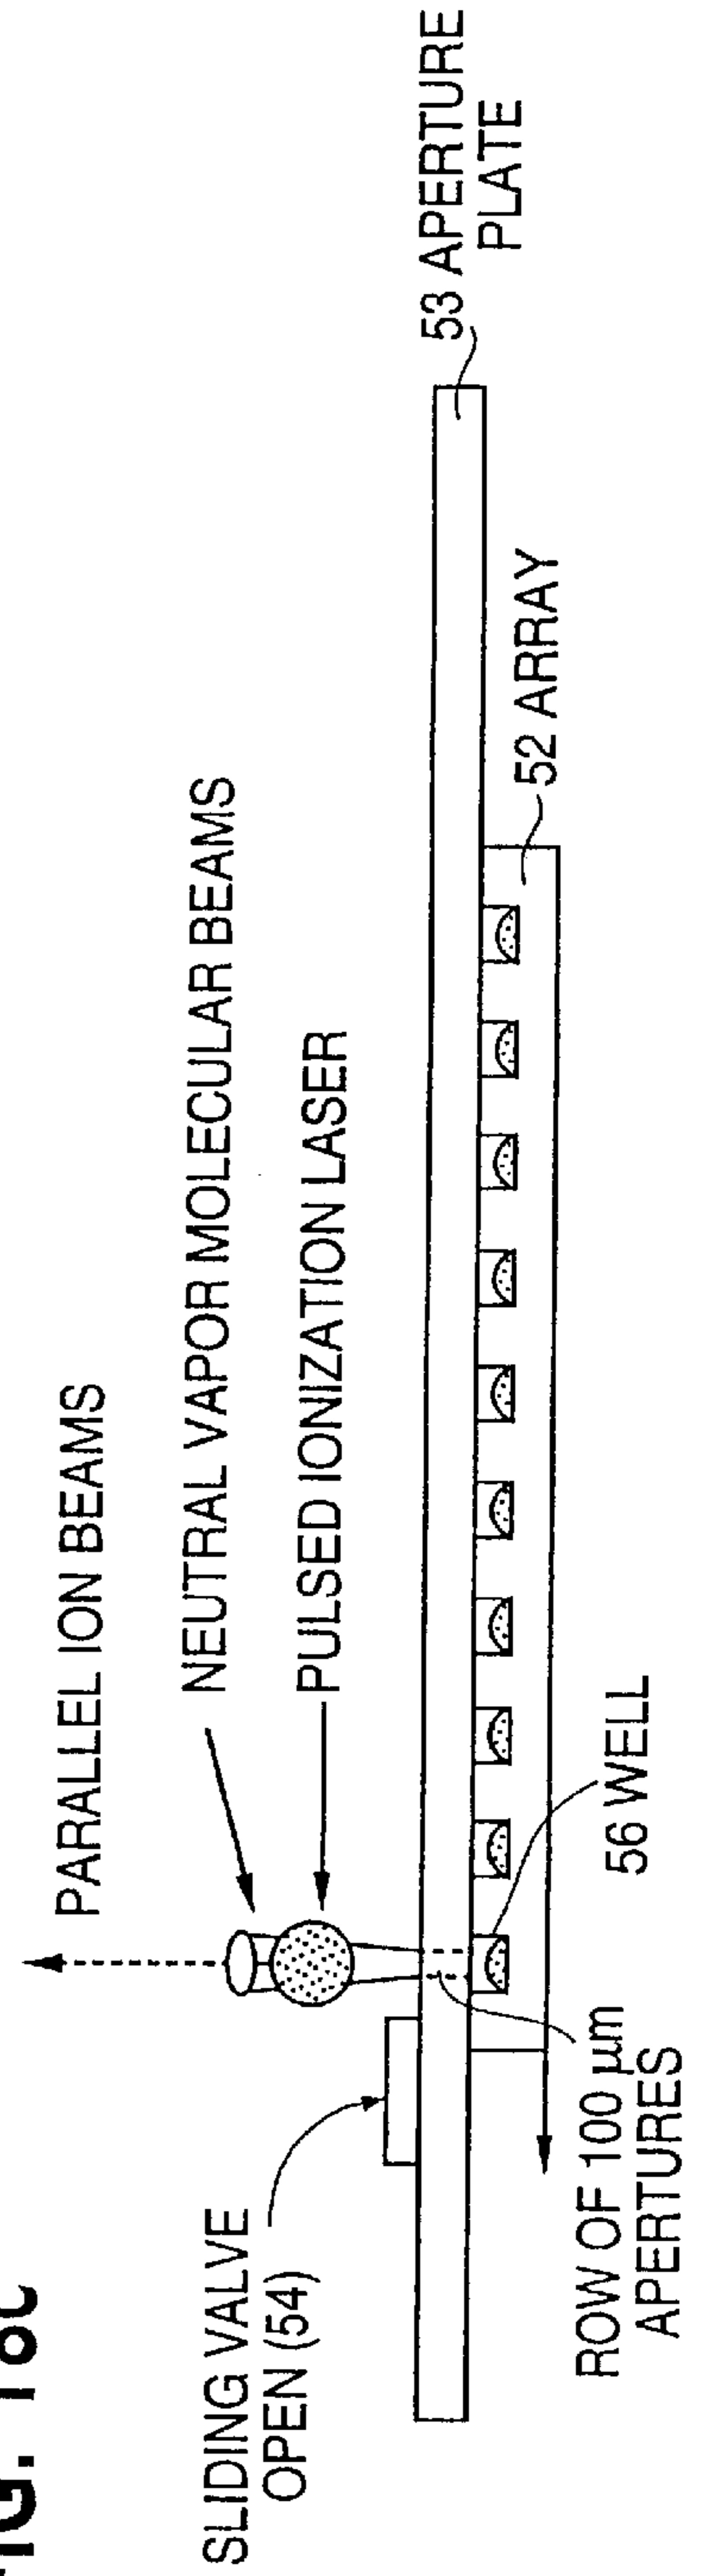 FIG. 18c
PARALLEL ION BEAMS
NEUTRAL VAPOR MOLECULAR BEAMS
PULSED IONIZATION LASER
SLIDING VALVE
OPEN (54)
53 APERTURE
PLATE
52 ARRAY
56 WELL
ROW OF 100 µm
APERTURES